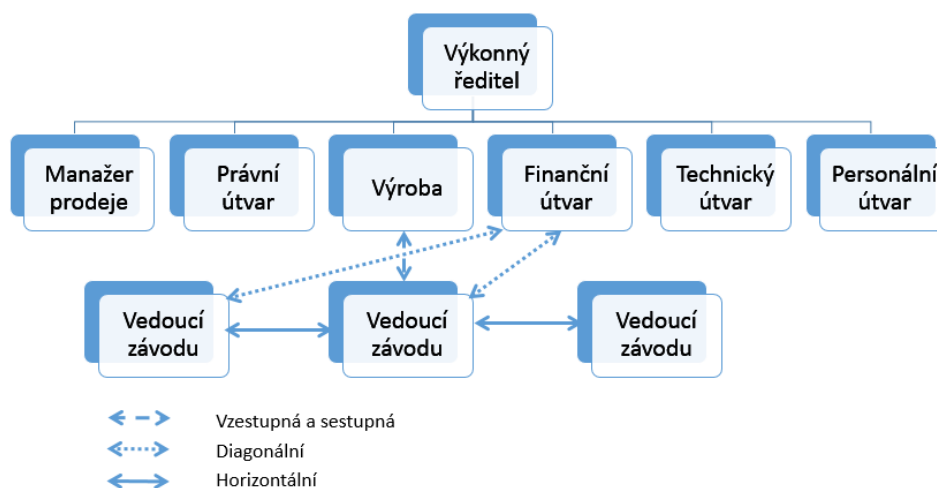 Výkonný
ředitel
Manažer
prodeje
Právní
útvar
Výroba
Finanční
útvar
Technický
útvar
Personální
útvar
Vedoucí
závodu
Vedoucí
závodu
Vedoucí
závodu
Vzestupná a sestupná
Diagonální
Horizontální